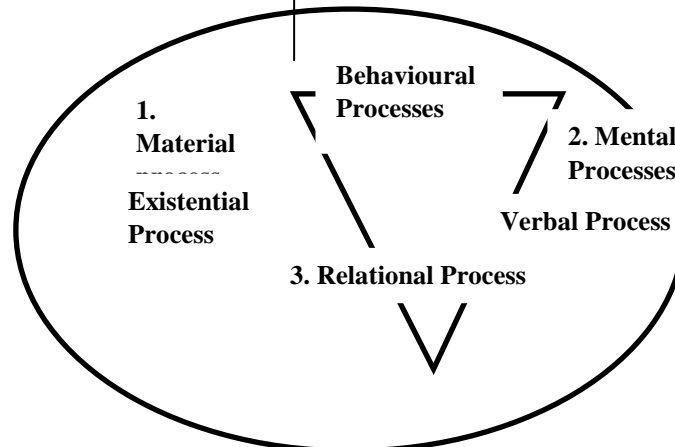 Behavioural
Processes
1.
Material
2. Mental
Processes
Existential
Process
Verbal Process
3. Relational Process